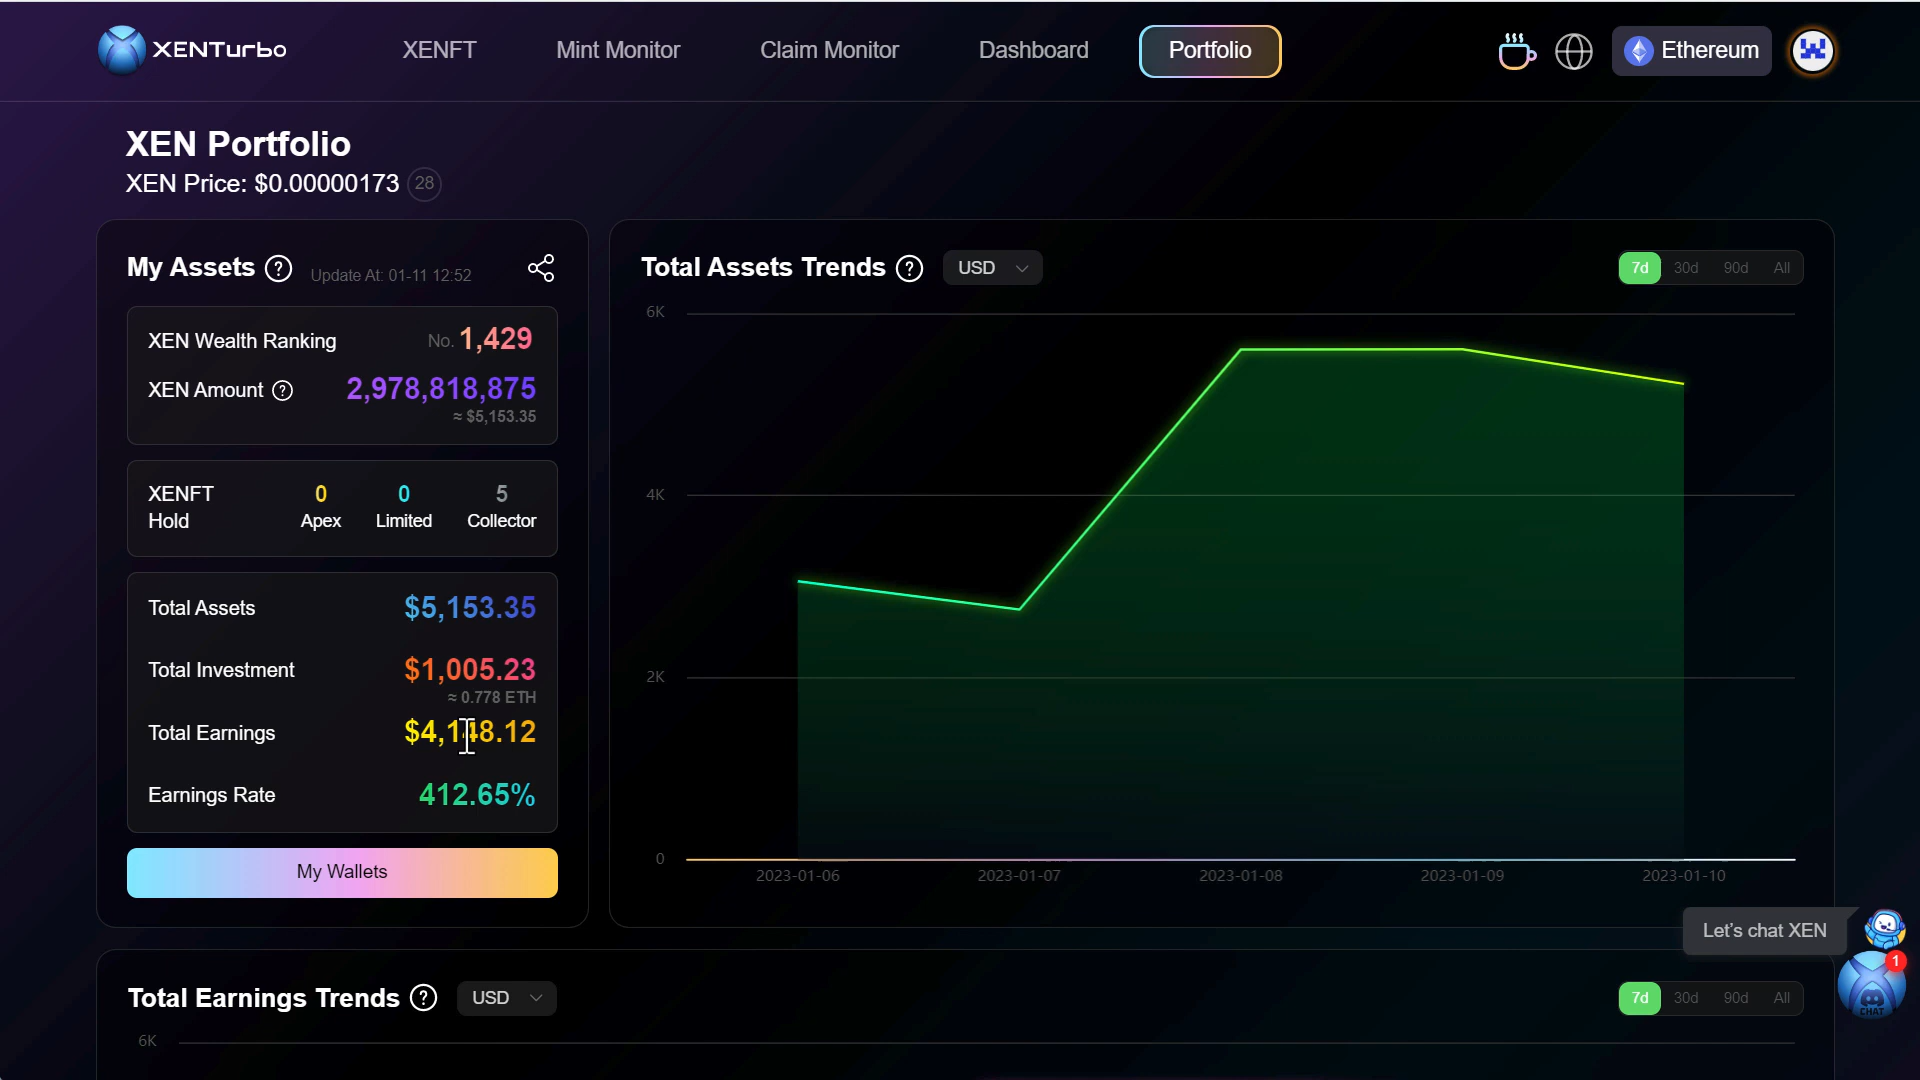 XENTurbo
XENFT
Mint Monitor
Claim Monitor
Dashboard
Portfolio
Ethereum
XEN Portfolio
XEN Price: $0.00000173 28
My Assets ? Update At: 01-11 12:52
XEN Wealth Ranking No. 1,429
XEN Amount ? 2,978,818,875
≈ $5,153.35
XENFT Hold
0 Apex
0 Limited
5 Collector
Total Assets $5,153.35
Total Investment $1,005.23
≈ 0.778 ETH
Total Earnings $4,148.12
Earnings Rate 412.65%
My Wallets
Total Assets Trends ? USD
7d 30d 90d All
6K
4K
2K
0
2023-01-06 2023-01-07 2023-01-08 2023-01-09 2023-01-10
Let's chat XEN
1
CHAT
Total Earnings Trends ? USD
7d 30d 90d All
6K